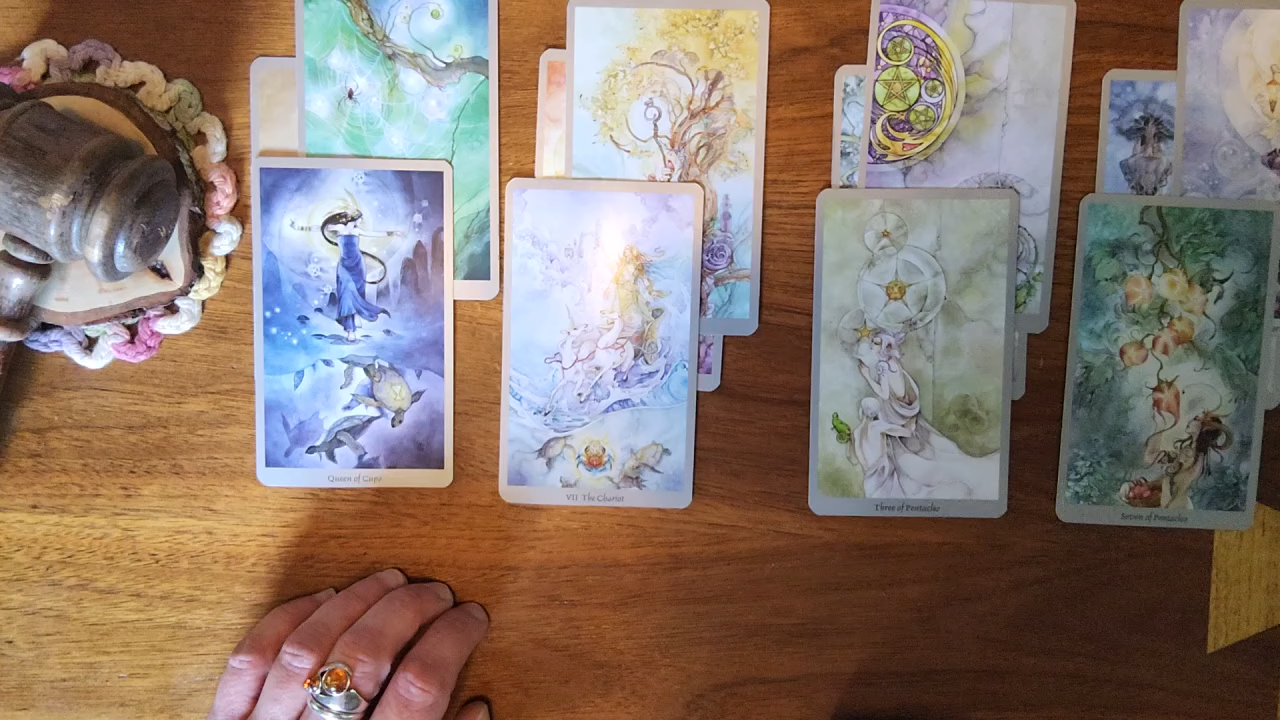 Queen of Cups
VII The Chariot
Three of Pentacles
Seven of Pentacles